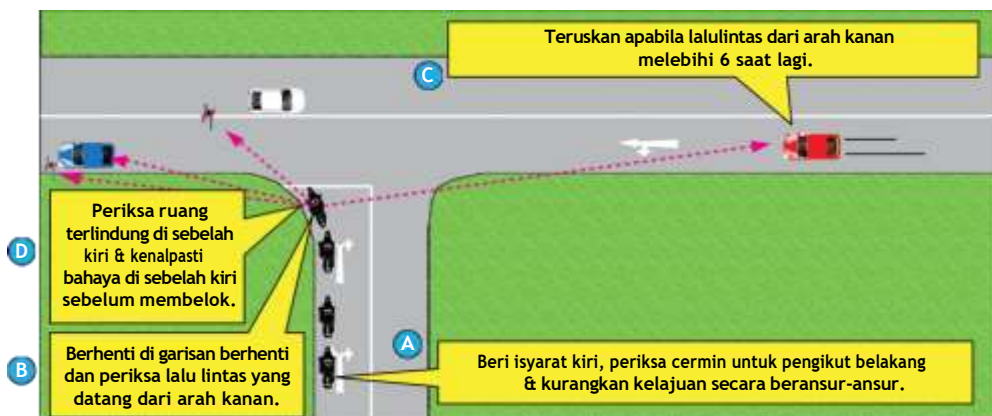 Teruskan apabila lalulintas dari arah kanan
melebihi 6 saat lagi.
C
Periksa ruang
terlindung di sebelah
kiri & kenalpasti
bahaya di sebelah kiri
sebelum membelok.
D
Berhenti di garisan berhenti
dan periksa lalu lintas yang
datang dari arah kanan.
B
A
Beri isyarat kiri, periksa cermin untuk pengikut belakang
& kurangkan kelajuan secara beransur-ansur.